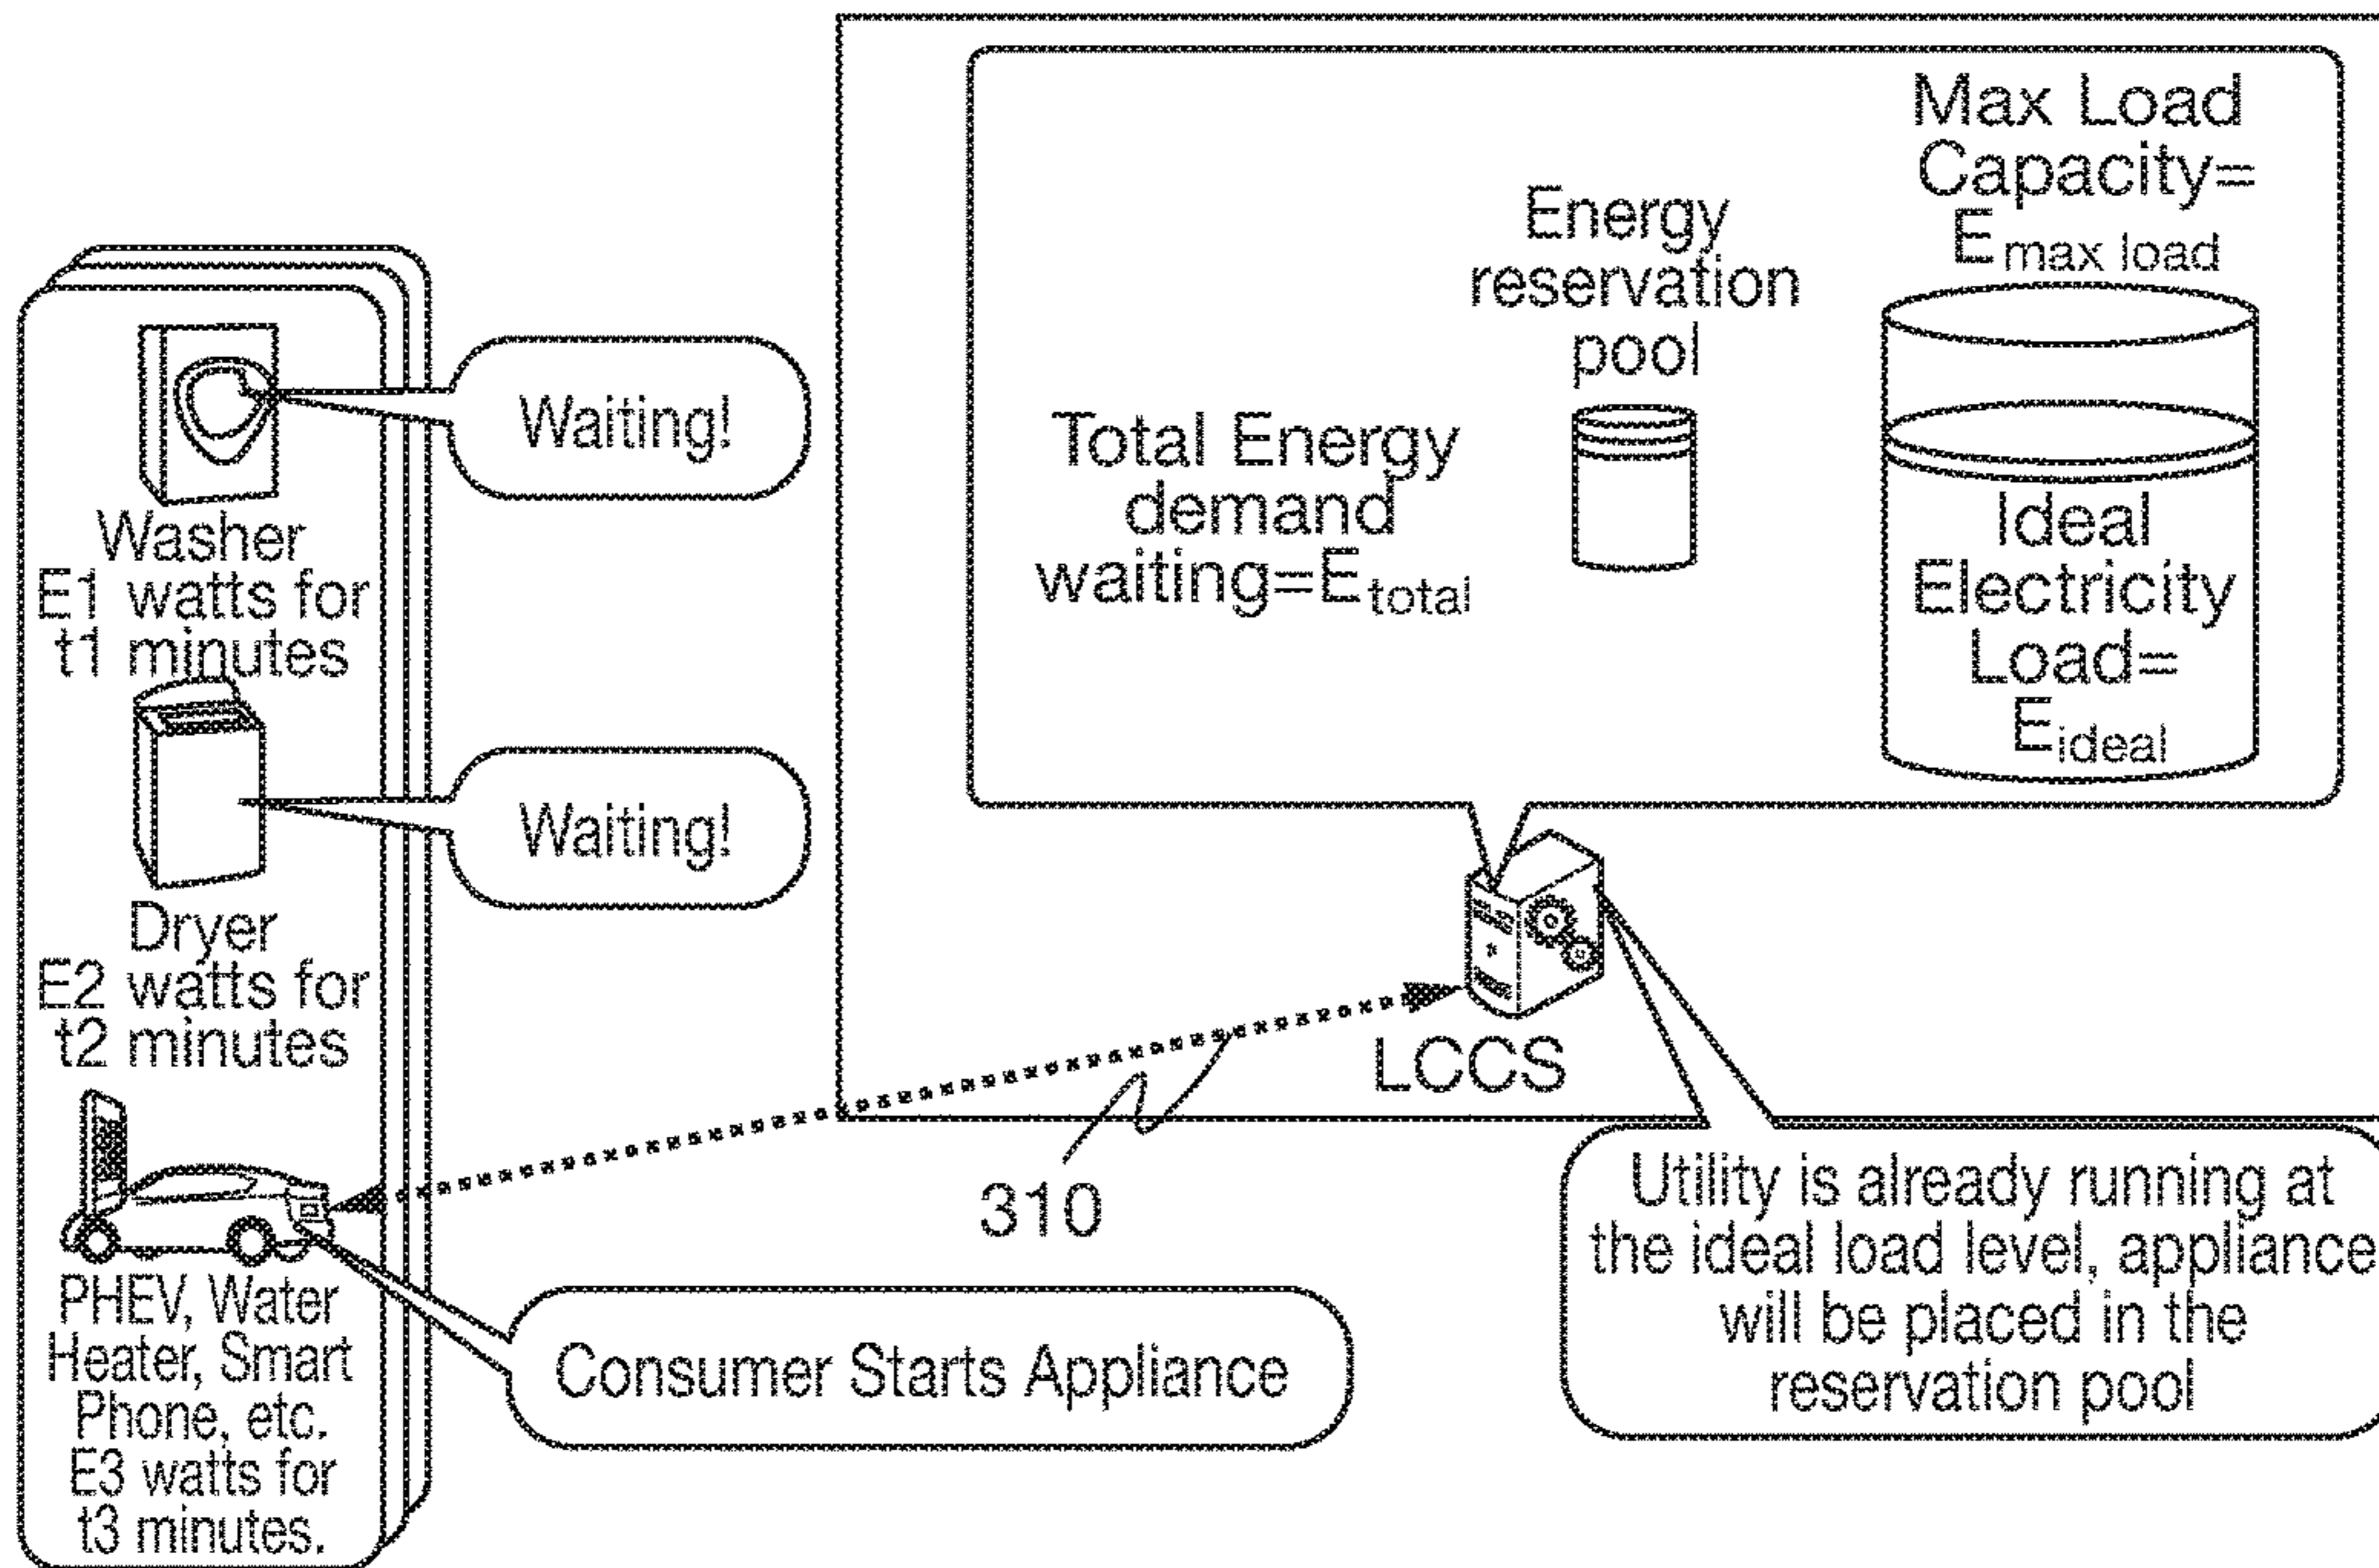 Washer
E1 watts for
t1 minutes
Waiting!
Dryer
E2 watts for
t2 minutes
Waiting!
PHEV, Water
Heater, Smart
Phone, etc.
E3 watts for
t3 minutes.
Consumer Starts Appliance
Total Energy
demand
waiting=Etotal
Energy
reservation
pool
Max Load
Capacity=
Emax load
Ideal
Electricity
Load=
Eideal
LCCS
310
Utility is already running at
the ideal load level, appliance
will be placed in the
reservation pool